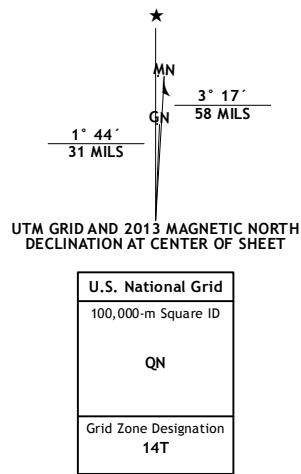 MN
3° 17´
58 MILS
GN
1° 44´
31 MILS
UTM GRID AND 2013 MAGNETIC NORTH
DECLINATION AT CENTER OF SHEET
U.S. National Grid
100,000-m Square ID
QN
Grid Zone Designation
14T